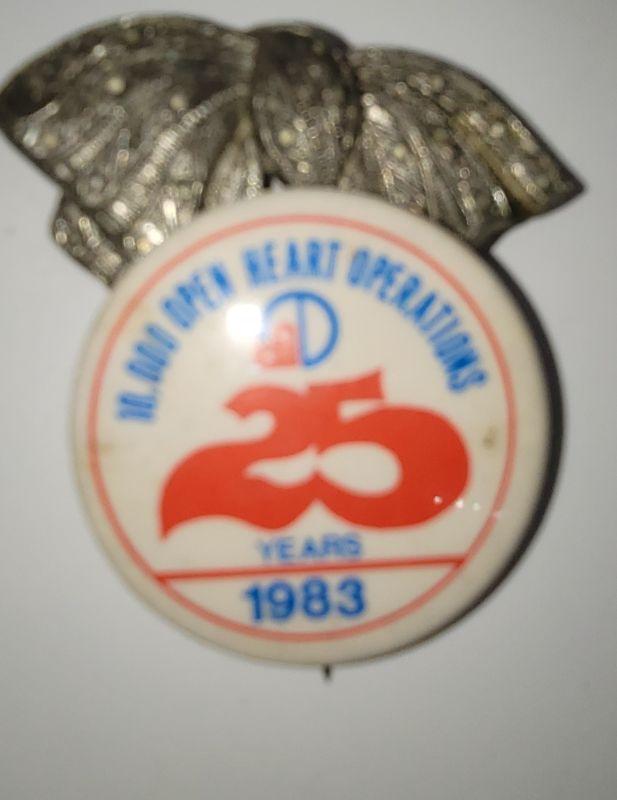 10,000 OPEN HEART OPERATIONS
25
YEARS
1983